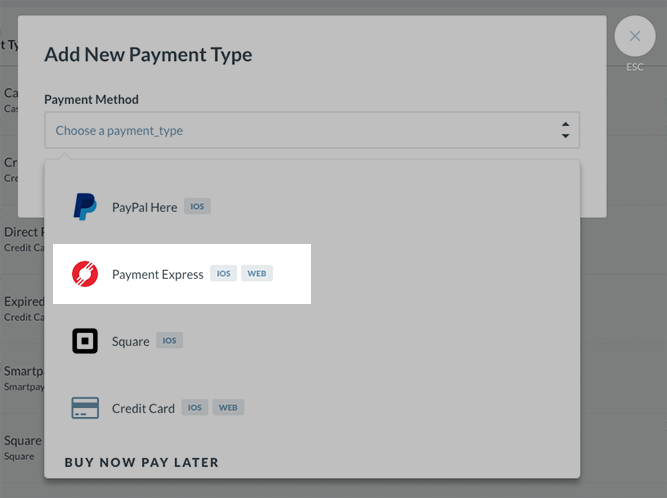 t Ty
Add New Payment Type
ESC
Ca
Payment Method
Cas
Choose a payment_type
Cr
Cre
PayPal Here IOS
Direct P
Credit Ca
Payment Express IOS WEB
Expired
Credit Ca
Square IOS
Smartp
Smartpay
Credit Card IOS WEB
Square
Square
BUY NOW PAY LATER